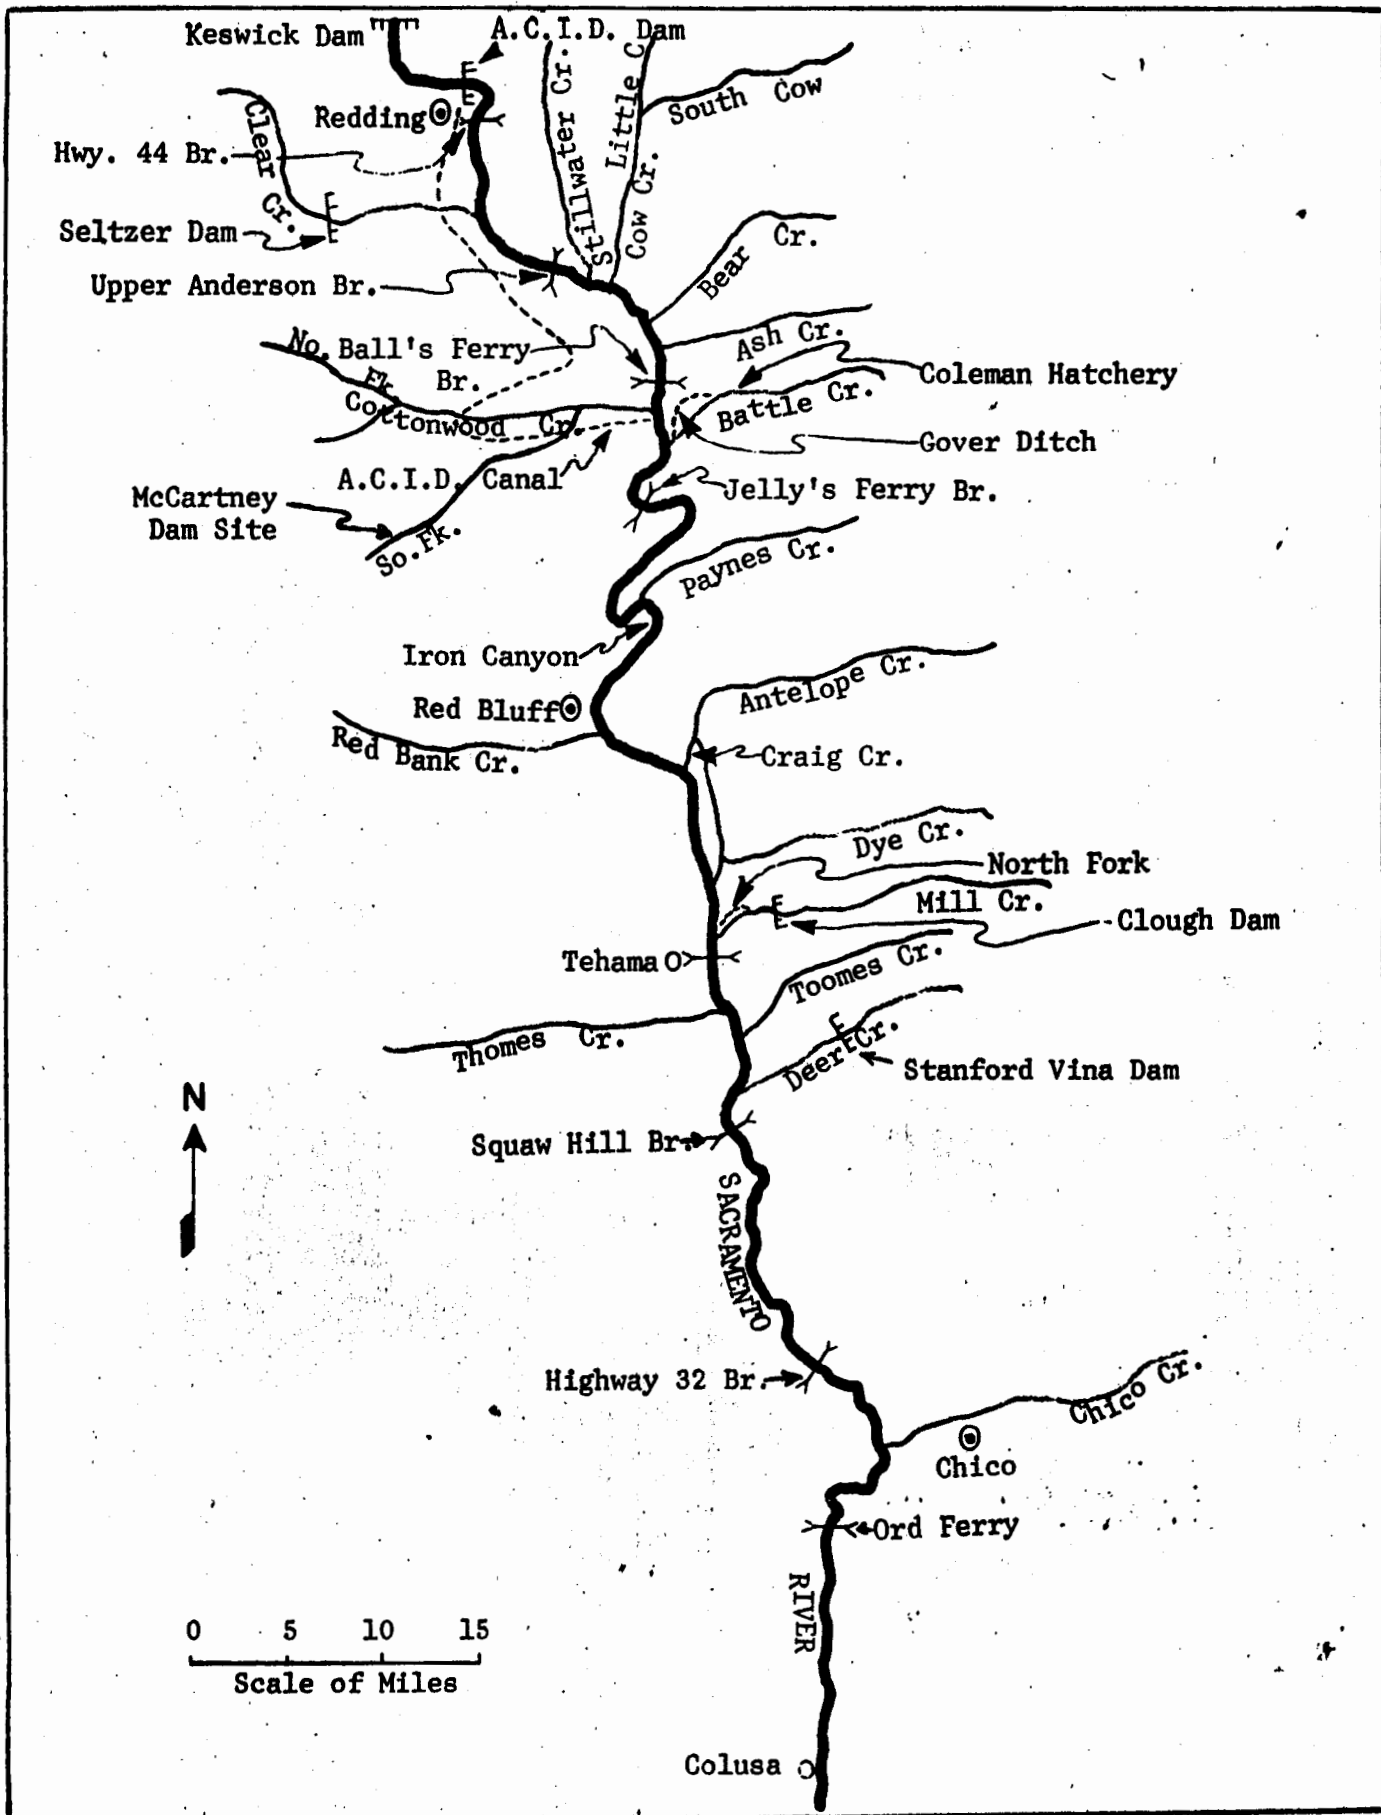 Keswick Dam
A.C.I.D. Dam
Stillwater Cr.
Little C
Cow Cr.
South Cow
Redding
Clear Cr.
Hwy. 44 Br.
Seltzer Dam
Upper Anderson Br.
Bear Cr.
Ash Cr.
No. Fk.
Ball's Ferry
Br.
Coleman Hatchery
Battle Cr.
Cottonwood Cr.
Gover Ditch
A.C.I.D. Canal
Jelly's Ferry Br.
McCartney
Dam Site
So. Fk.
Paynes Cr.
Iron Canyon
Antelope Cr.
Red Bluff
Red Bank Cr.
Craig Cr.
Dye Cr.
North Fork
Mill Cr.
Clough Dam
Tehama
Toomes Cr.
Thomes Cr.
Deer Cr.
Stanford Vina Dam
N
Squaw Hill Br.
SACRAMENTO
Highway 32 Br.
Chico Cr.
Chico
Ord Ferry
RIVER
0 5 10 15
Scale of Miles
Colusa